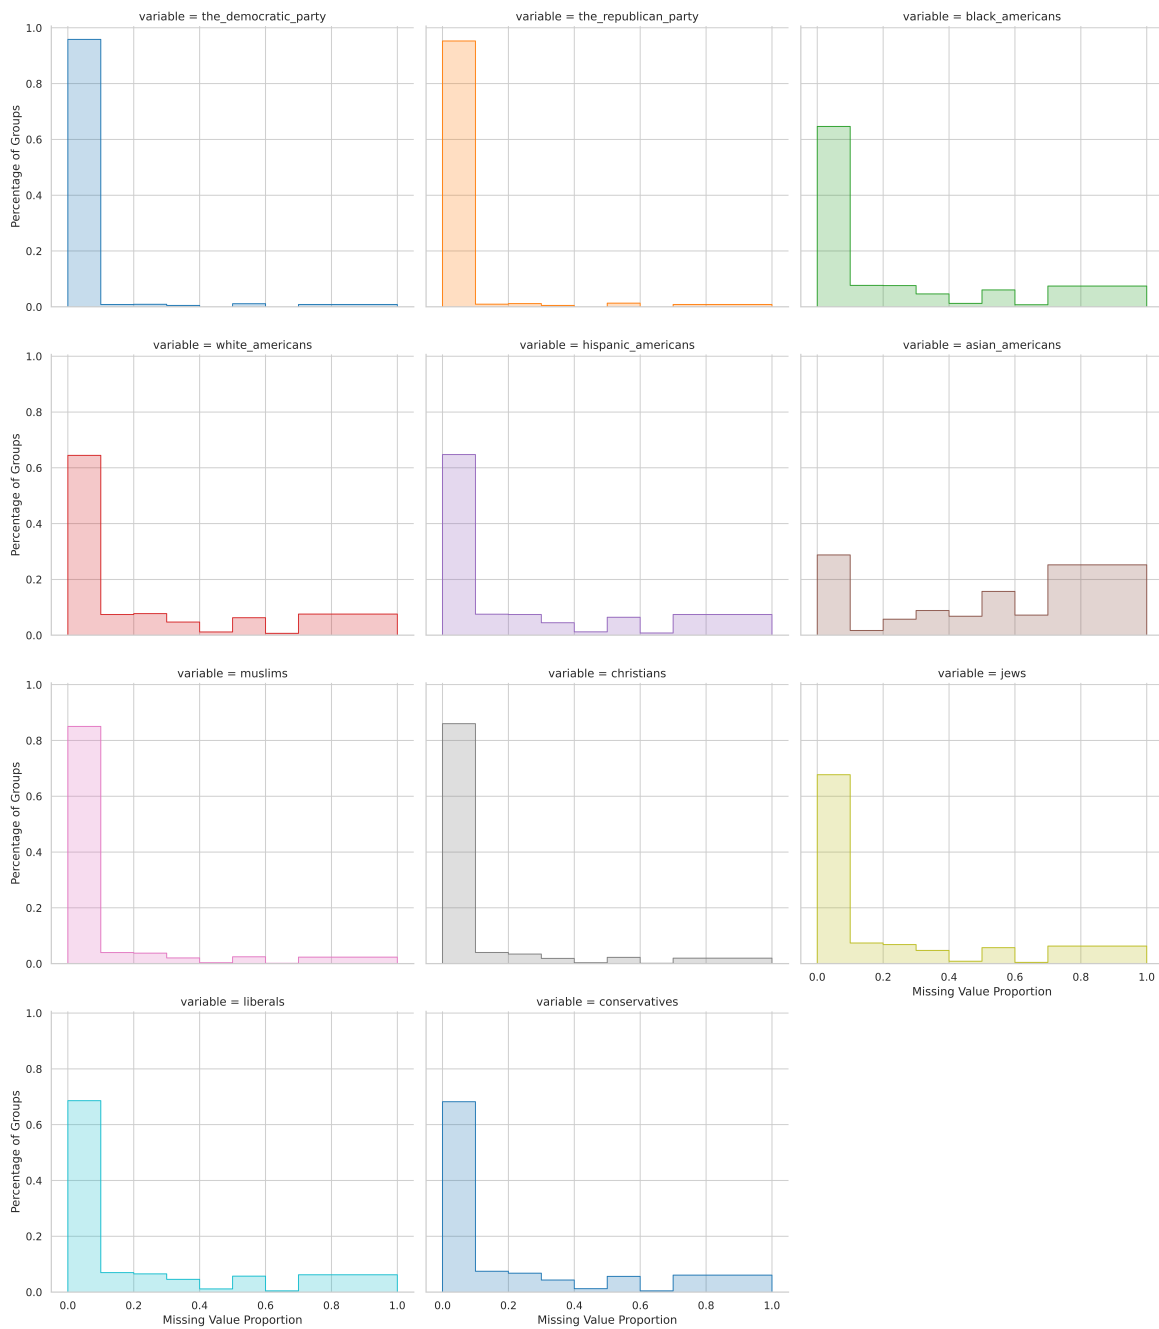 variable = the_democratic_party
variable = the_republican_party
variable = black_americans
1.0
0.8
0.6
0.4
0.2
0.0
Percentage of Groups
variable = white_americans
variable = hispanic_americans
variable = asian_americans
1.0
0.8
0.6
0.4
0.2
0.0
Percentage of Groups
variable = muslims
variable = christians
variable = jews
1.0
0.8
0.6
0.4
0.2
0.0
Percentage of Groups
0.0 0.2 0.4 0.6 0.8 1.0
Missing Value Proportion
variable = liberals
variable = conservatives
1.0
0.8
0.6
0.4
0.2
0.0
Percentage of Groups
0.0 0.2 0.4 0.6 0.8 1.0
Missing Value Proportion
0.0 0.2 0.4 0.6 0.8 1.0
Missing Value Proportion